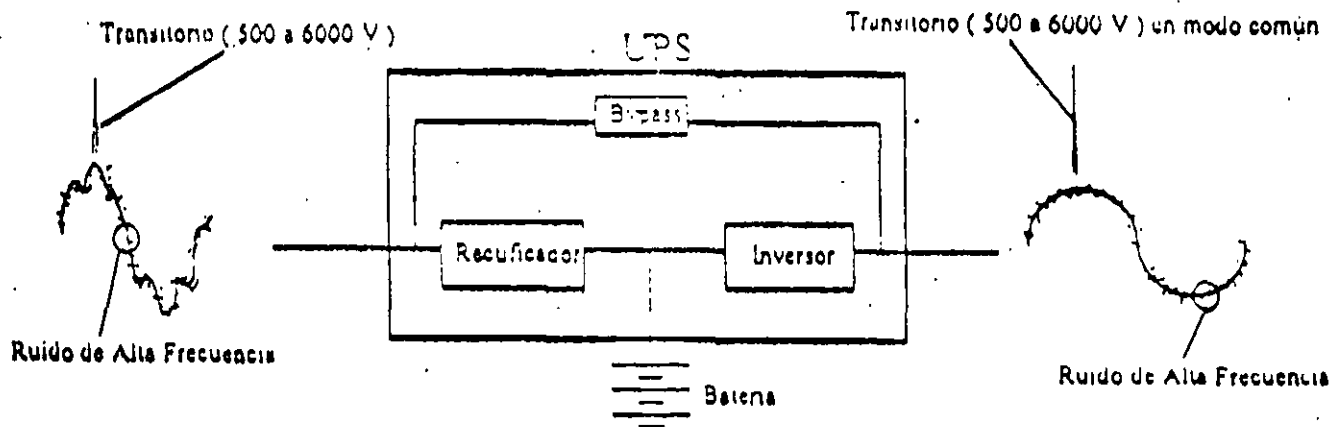 Transitorio ( 500 a 6000 V )
Transitorio ( 500 a 6000 V ) en modo común
UPS
Bypass
Rectificador
Inversor
Ruido de Alta Frecuencia
Ruido de Alta Frecuencia
Bateria